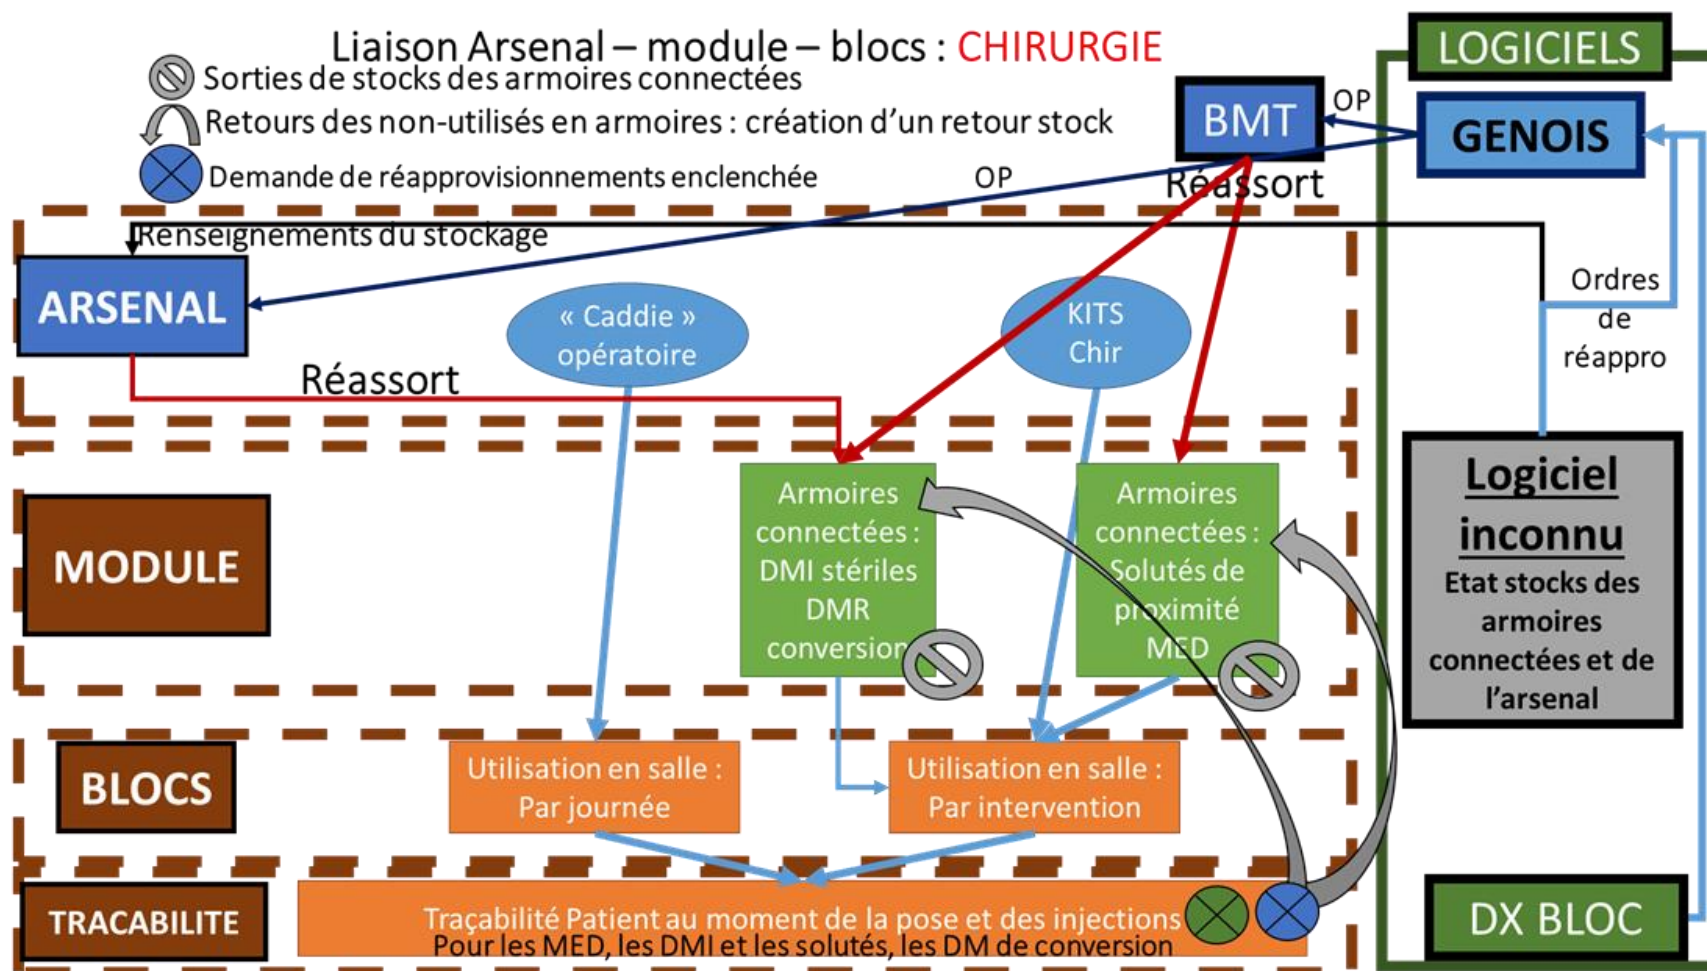 Liaison Arsenal – module – blocs : CHIRURGIE
Sorties de stocks des armoires connectées
Retours des non-utilisés en armoires : création d'un retour stock
Demande de réapprovisionnements enclenchée
LOGICIELS
BMT
OP
GENOIS
OP
Réassort
Renseignements du stockage
ARSENAL
« Caddie »
opératoire
KITS
Chir
Ordres
de
réappro
Réassort
MODULE
Armoires
connectées :
DMI stériles
DMR
conversion
Armoires
connectées :
Solutés de
proximité
MED
Logiciel
inconnu
Etat stocks des
armoires
connectées et de
l'arsenal
BLOCS
Utilisation en salle :
Par journée
Utilisation en salle :
Par intervention
TRACABILITE
Traçabilité Patient au moment de la pose et des injections
Pour les MED, les DMI et les solutés, les DM de conversion
DX BLOC